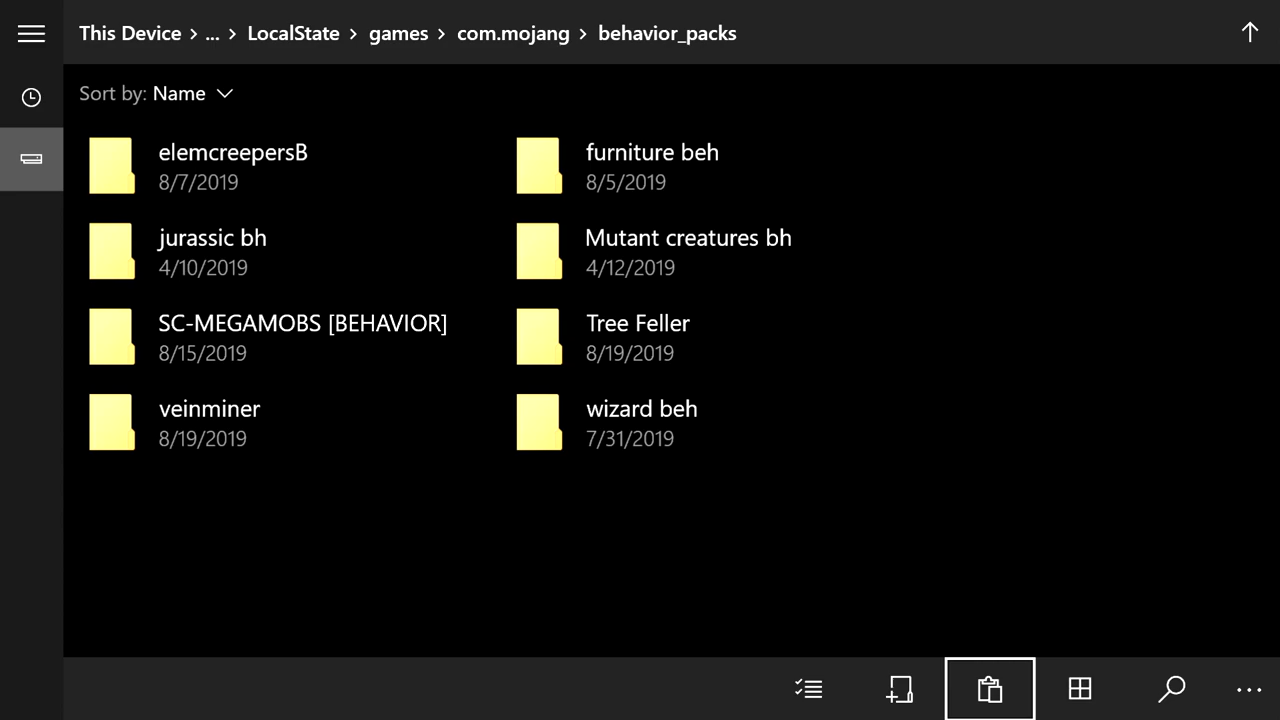 This Device > ... > LocalState > games > com.mojang > behavior_packs
Sort by: Name
elemcreepersB
8/7/2019
furniture beh
8/5/2019
jurassic bh
4/10/2019
Mutant creatures bh
4/12/2019
SC-MEGAMOBS [BEHAVIOR]
8/15/2019
Tree Feller
8/19/2019
veinminer
8/19/2019
wizard beh
7/31/2019